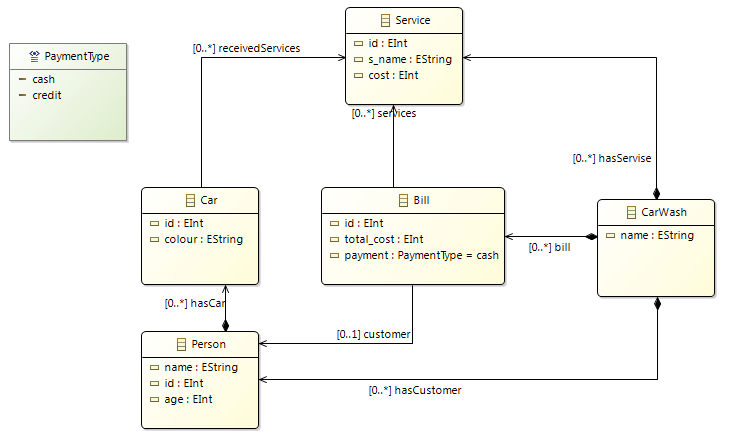 Service
id : EInt
s_name : EString
cost : EInt
PaymentType
cash
credit
[0..*] receivedServices
[0..*] services
[0..*] hasServise
Car
id : EInt
colour : EString
Bill
id : EInt
total_cost : EInt
payment : PaymentType = cash
CarWash
name : EString
[0..*] bill
[0..*] hasCar
[0..1] customer
Person
name : EString
id : EInt
age : EInt
[0..*] hasCustomer